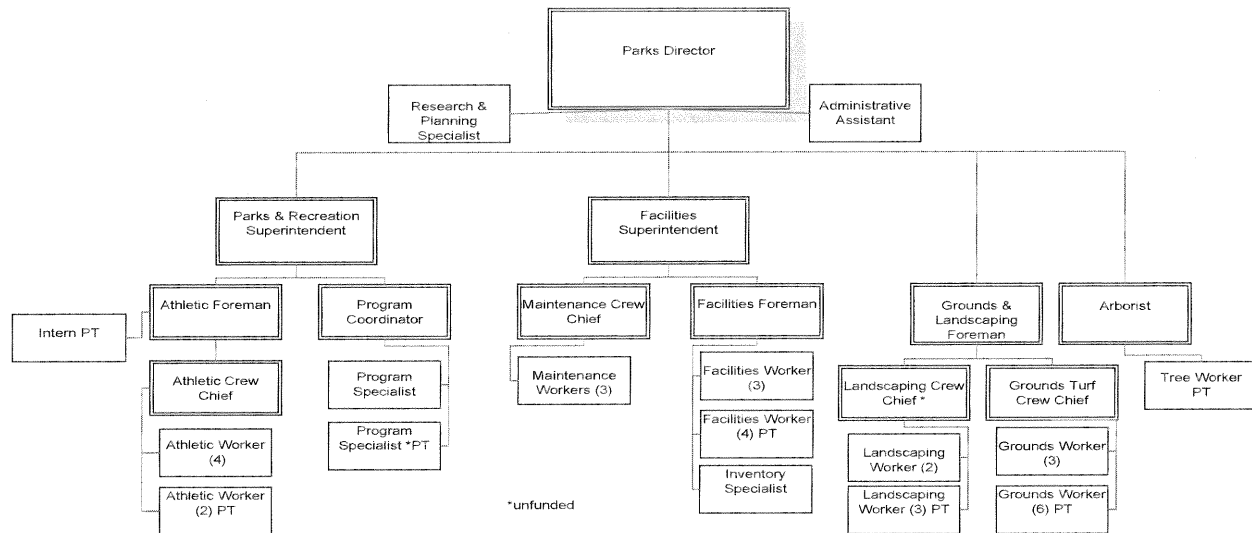 Parks Director
Research &
Planning
Specialist
Administrative
Assistant
Parks & Recreation
Superintendent
Facilities
Superintendent
Athletic Foreman
Program
Coordinator
Maintenance Crew
Chief
Facilities Foreman
Grounds &
Landscaping
Foreman
Arborist
Intern PT
Athletic Crew
Chief
Program
Specialist
Maintenance
Workers (3)
Facilities Worker
(3)
Landscaping Crew
Chief *
Grounds Turf
Crew Chief
Tree Worker
PT
Athletic Worker
(4)
Program
Specialist *PT
Facilities Worker
(4) PT
Landscaping
Worker (2)
Grounds Worker
(3)
Athletic Worker
(2) PT
Inventory
Specialist
Landscaping
Worker (3) PT
Grounds Worker
(6) PT
*unfunded